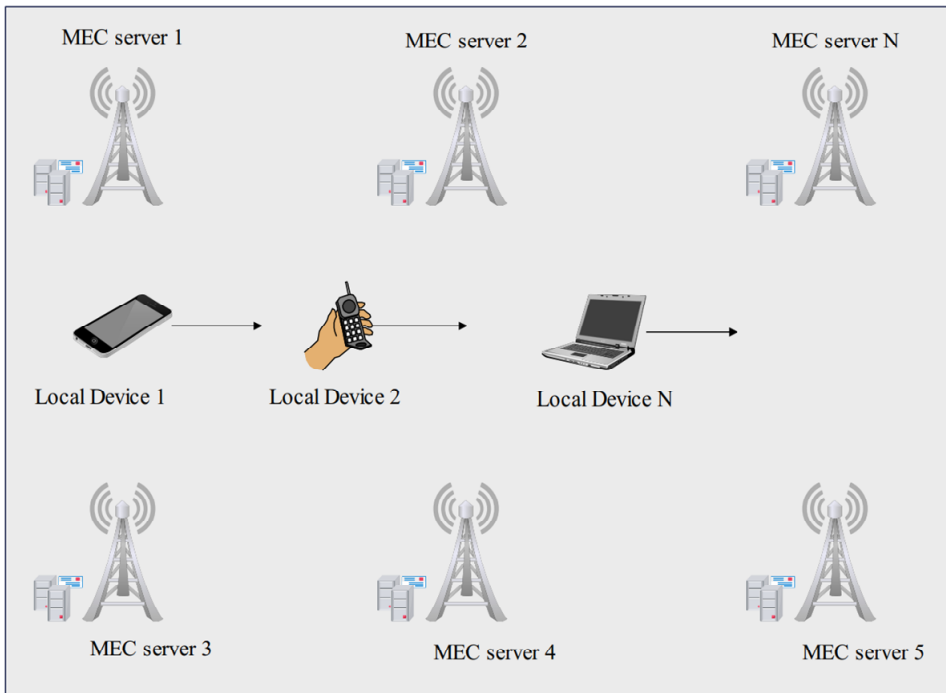 MEC server 1
MEC server 2
MEC server N
Local Device 1
Local Device 2
Local Device N
MEC server 3
MEC server 4
MEC server 5